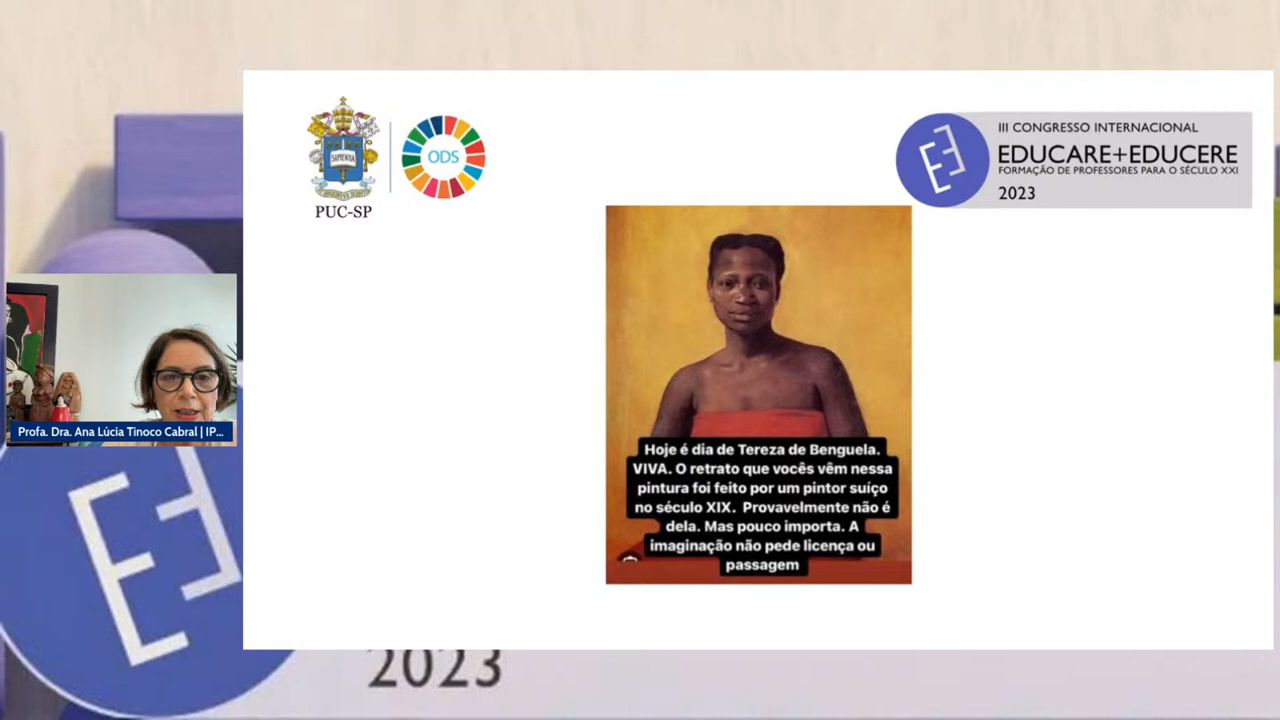 SAPIENTIA
PUC-SP
ODS
III CONGRESSO INTERNACIONAL
EDUCARE+EDUCERE
FORMAÇÃO DE PROFESSORES PARA O SÉCULO XXI
2023
Hoje é dia de Tereza de Benguela.
VIVA. O retrato que vocês vêm nessa
pintura foi feito por um pintor suíço
no século XIX. Provavelmente não é
dela. Mas pouco importa. A
imaginação não pede licença ou
passagem
Profa. Dra. Ana Lúcia Tinoco Cabral | IP...
2023